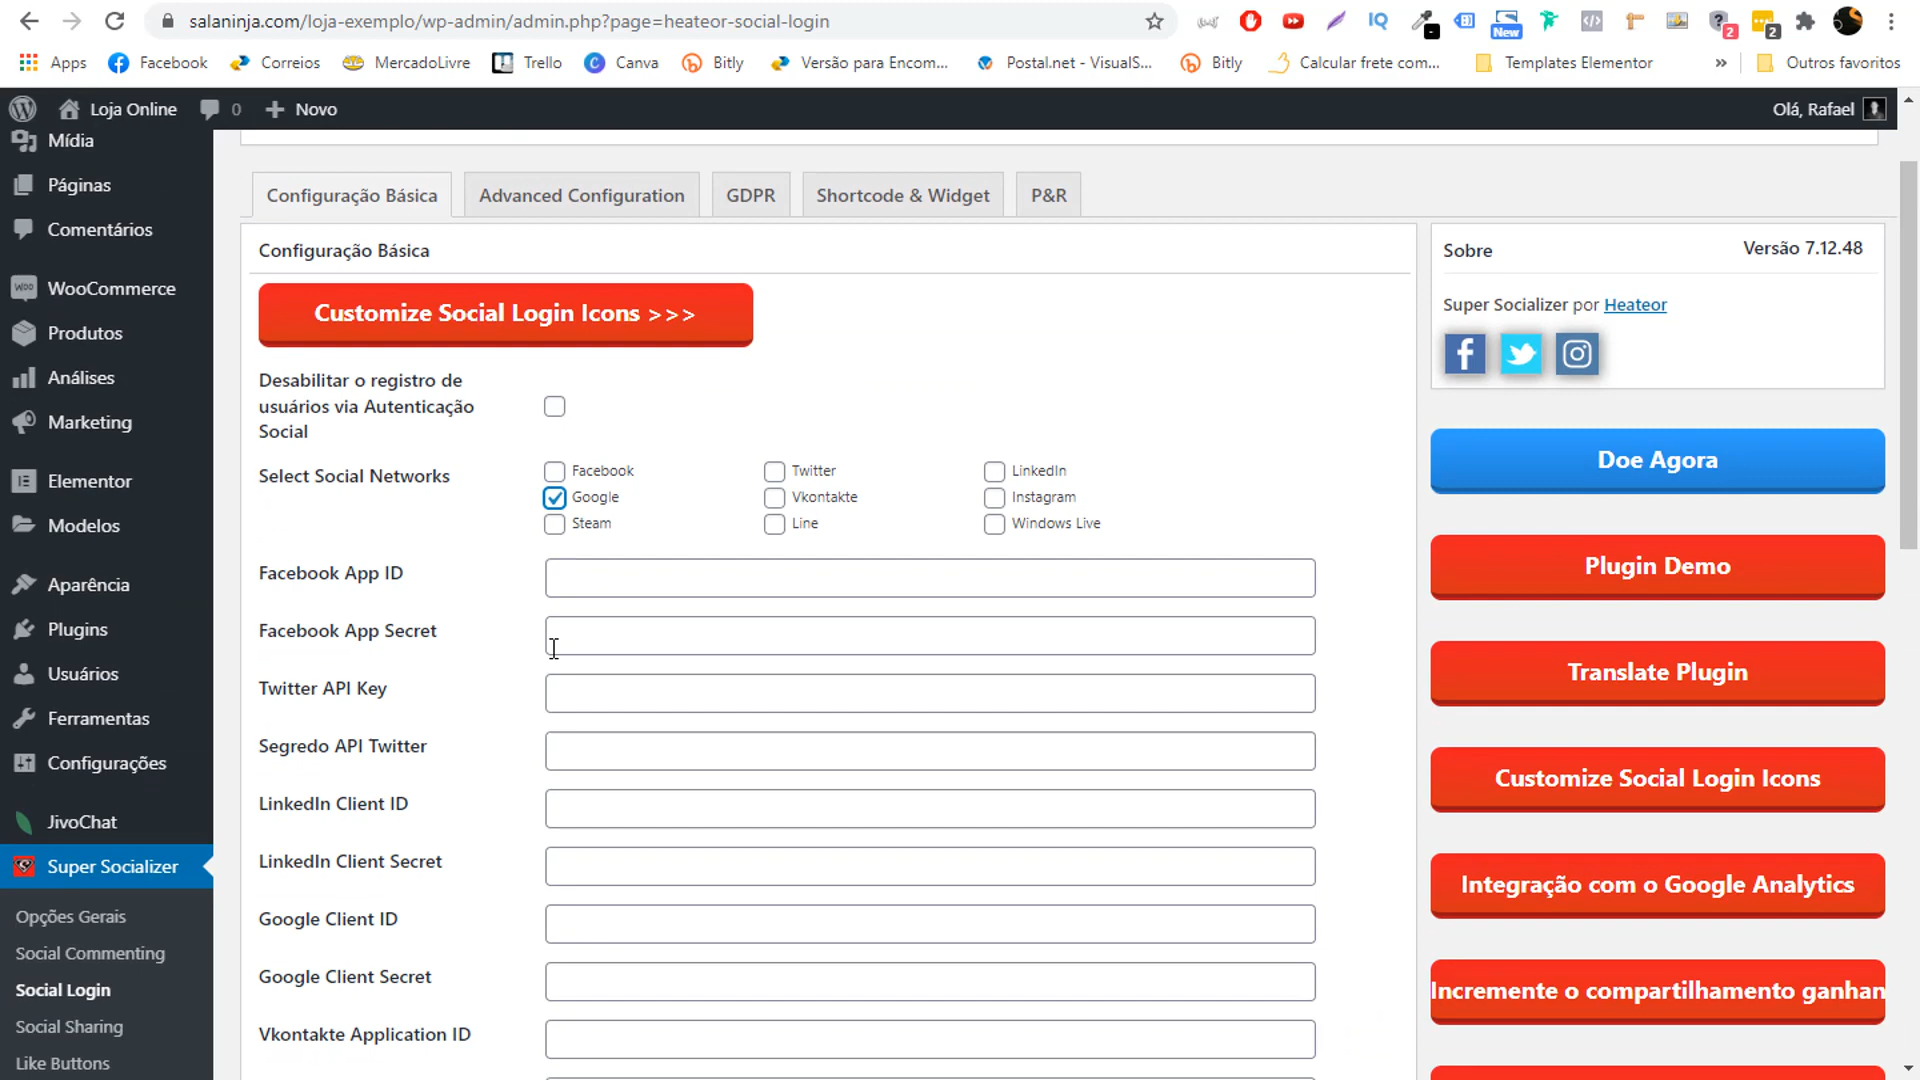 salaninja.com/loja-exemplo/wp-admin/admin.php?page=heateor-social-login
IQ
New
2
2
Apps
Facebook
Correios
MercadoLivre
Trello
Canva
Bitly
Versão para Encom...
Postal.net - VisualS...
Bitly
Calcular frete com...
Templates Elementor
»
Outros favoritos
Loja Online
0
Novo
Olá, Rafael
Mídia
Páginas
Comentários
WooCommerce
Produtos
Análises
Marketing
Elementor
Modelos
Aparência
Plugins
Usuários
Ferramentas
Configurações
JivoChat
Super Socializer
Opções Gerais
Social Commenting
Social Login
Social Sharing
Like Buttons
Configuração Básica
Advanced Configuration
GDPR
Shortcode & Widget
P&R
Configuração Básica
Customize Social Login Icons >>>
Desabilitar o registro de
usuários via Autenticação
Social
Select Social Networks
Facebook
Twitter
LinkedIn
Google
Vkontakte
Instagram
Steam
Line
Windows Live
Facebook App ID
Facebook App Secret
Twitter API Key
Segredo API Twitter
LinkedIn Client ID
LinkedIn Client Secret
Google Client ID
Google Client Secret
Vkontakte Application ID
Sobre
Versão 7.12.48
Super Socializer por Heateor
Doe Agora
Plugin Demo
Translate Plugin
Customize Social Login Icons
Integração com o Google Analytics
Incremente o compartilhamento ganhan